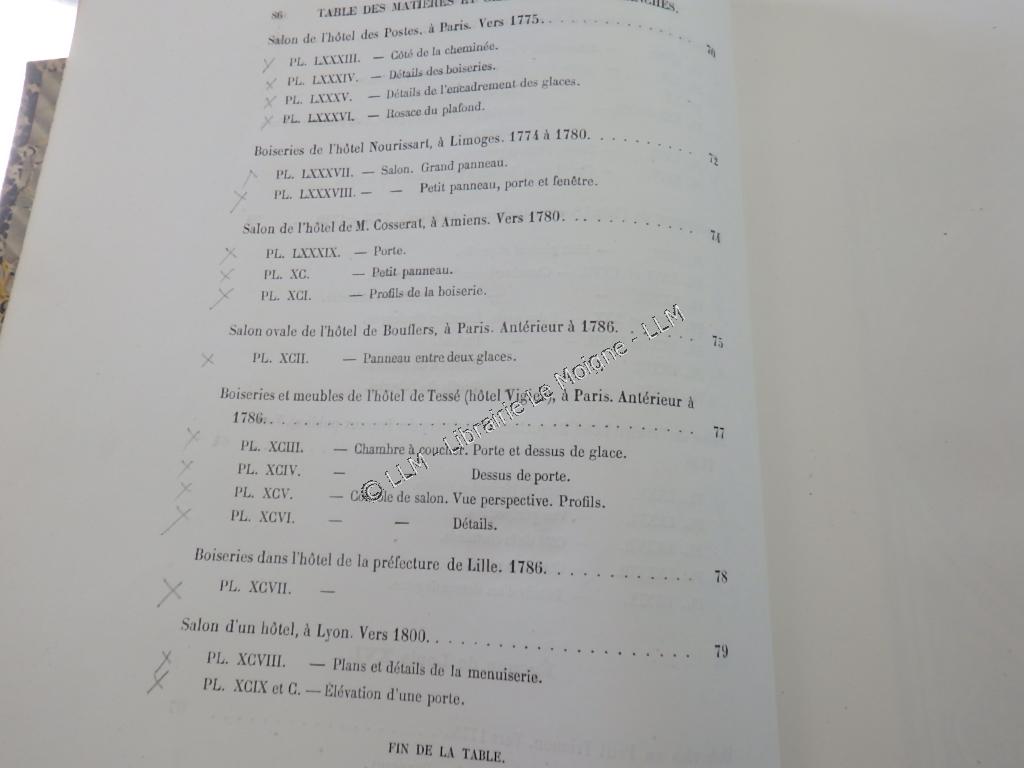 86 TABLE DES MATIÈRES ET
Salon de l'hôtel des Postes, à Paris. Vers 1775. . . . . . . . . . . 70
PL. LXXXIII. — Côté de la cheminée.
PL. LXXXIV. — Détails des boiseries.
PL. LXXXV. — Détails de l'encadrement des glaces.
PL. LXXXVI. — Rosace du plafond.
Boiseries de l'hôtel Nourissart, à Limoges. 1774 à 1780. . . . . . . . 72
PL. LXXXVII. — Salon. Grand panneau.
PL. LXXXVIII. — — Petit panneau, porte et fenêtre.
Salon de l'hôtel de M. Cosserat, à Amiens. Vers 1780. . . . . . . . . 74
PL. LXXXIX. — Porte.
PL. XC. — Petit panneau.
PL. XCI. — Profils de la boiserie.
Salon ovale de l'hôtel de Bouflers, à Paris. Antérieur à 1786. . . . . . 75
PL. XCII. — Panneau entre deux glaces.
Boiseries et meubles de l'hôtel de Tessé (hôtel Vigier), à Paris. Antérieur à
1786. . . . . . . . . . . . . . . . . . . . . . . . . . . . . 77
PL. XCIII. — Chambre à coucher. Porte et dessus de glace.
PL. XCIV. — Dessus de porte.
PL. XCV. — Console de salon. Vue perspective. Profils.
PL. XCVI. — — Détails.
Boiseries dans l'hôtel de la préfecture de Lille. 1786. . . . . . . . . . 78
PL. XCVII. —
Salon d'un hôtel, à Lyon. Vers 1800. . . . . . . . . . . . . . . . . 79
PL. XCVIII. — Plans et détails de la menuiserie.
PL. XCIX et C. — Élévation d'une porte.
FIN DE LA TABLE.
© LLM - Librairie Le Moigne - LLM